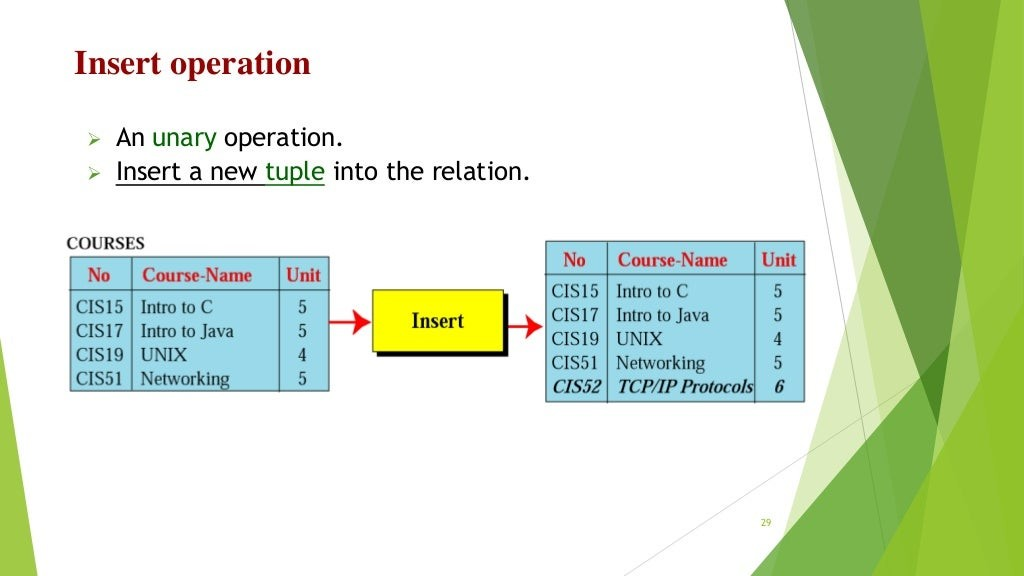 Insert operation
An unary operation.
Insert a new tuple into the relation.
COURSES
No Course-Name Unit
CIS15 Intro to C 5
CIS17 Intro to Java 5
CIS19 UNIX 4
CIS51 Networking 5
Insert
No Course-Name Unit
CIS15 Intro to C 5
CIS17 Intro to Java 5
CIS19 UNIX 4
CIS51 Networking 5
CIS52 TCP/IP Protocols 6
29